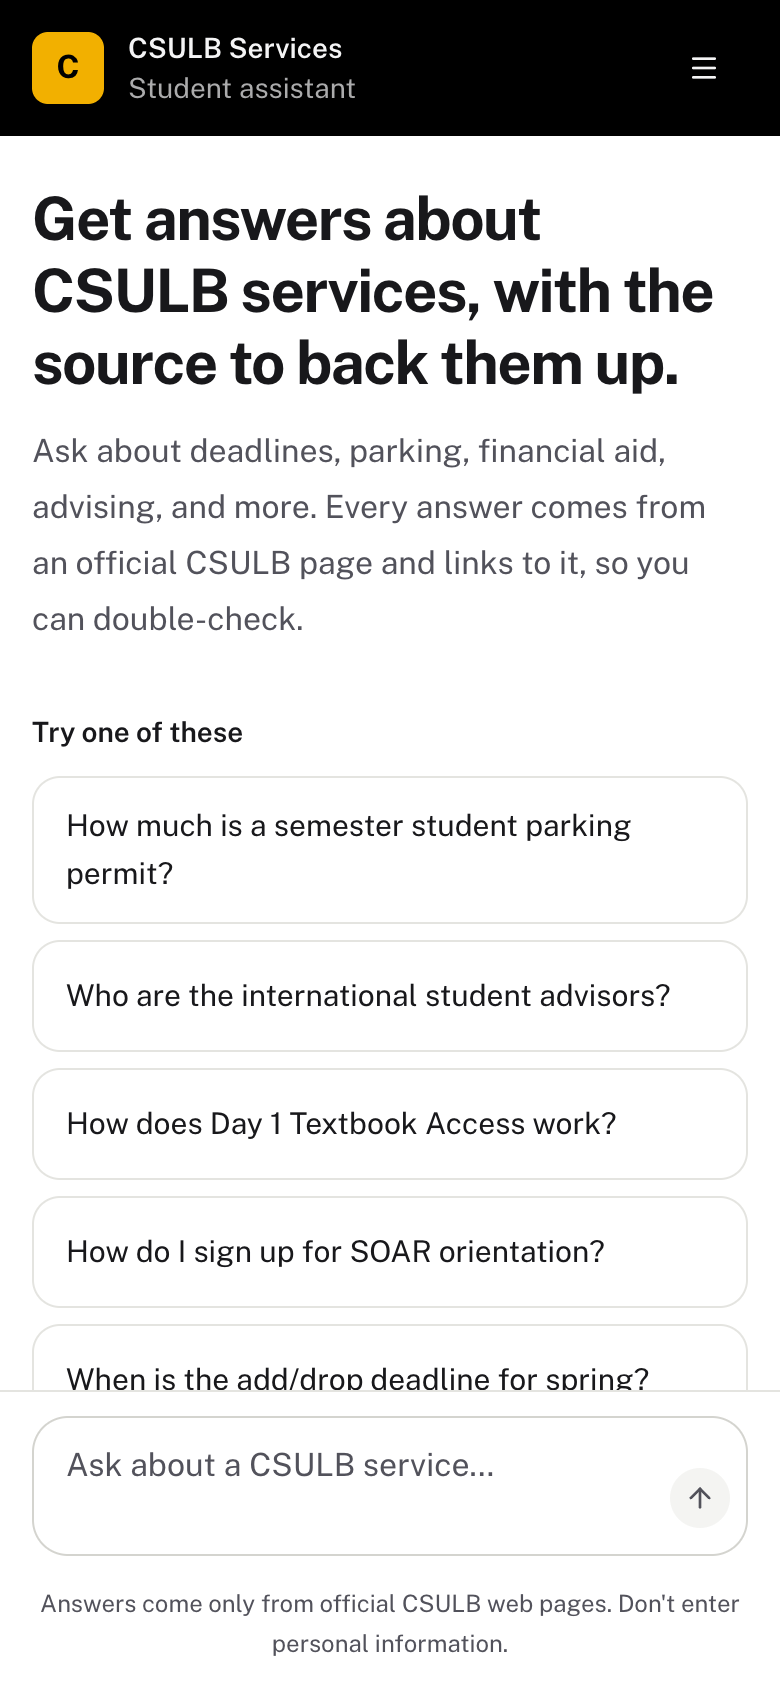 C
CSULB Services
Student assistant
Get answers about
CSULB services, with the
source to back them up.
Ask about deadlines, parking, financial aid,
advising, and more. Every answer comes from
an official CSULB page and links to it, so you
can double-check.
Try one of these
How much is a semester student parking
permit?
Who are the international student advisors?
How does Day 1 Textbook Access work?
How do I sign up for SOAR orientation?
When is the add/drop deadline for spring?
Ask about a CSULB service...
Answers come only from official CSULB web pages. Don't enter
personal information.